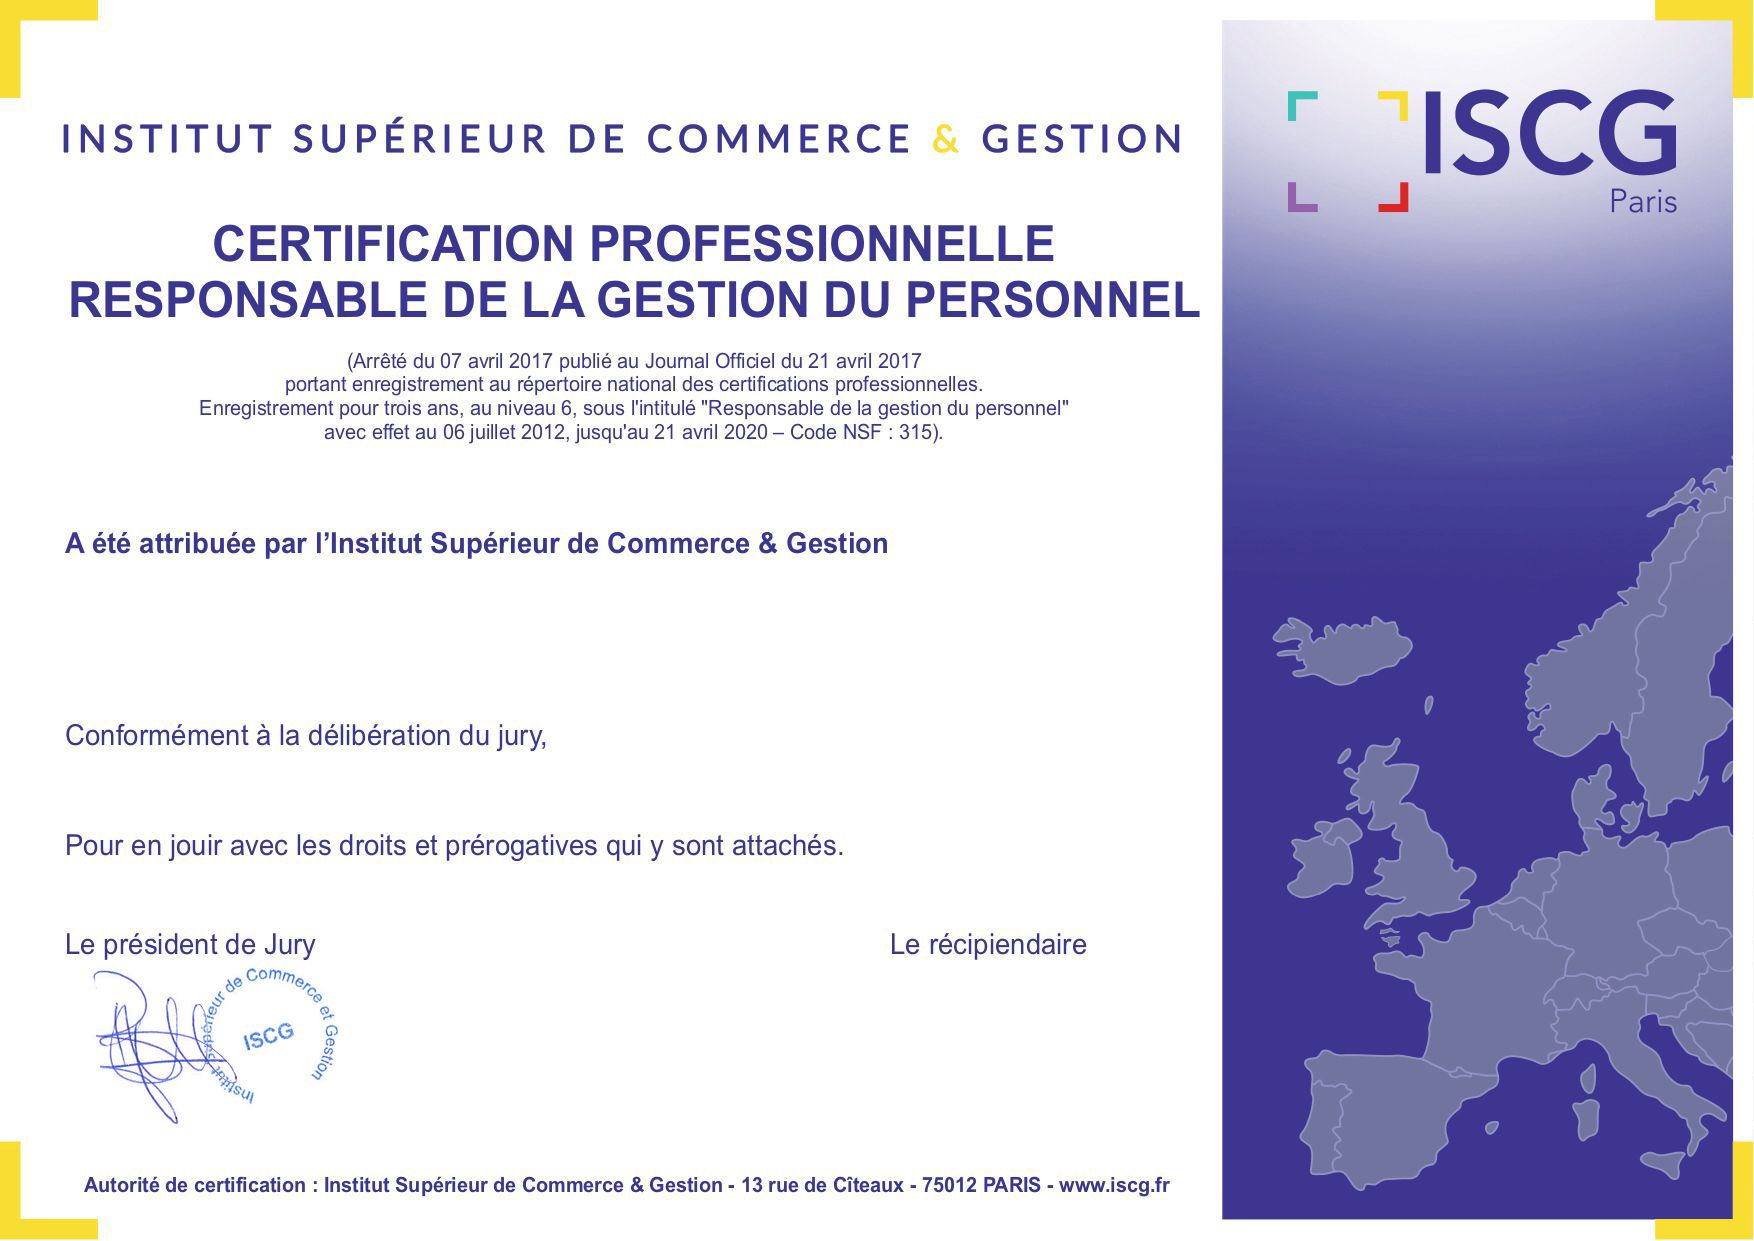 INSTITUT SUPÉRIEUR DE COMMERCE & GESTION
ISCG
Paris
CERTIFICATION PROFESSIONNELLE
RESPONSABLE DE LA GESTION DU PERSONNEL
(Arrêté du 07 avril 2017 publié au Journal Officiel du 21 avril 2017
portant enregistrement au répertoire national des certifications professionnelles.
Enregistrement pour trois ans, au niveau 6, sous l'intitulé "Responsable de la gestion du personnel"
avec effet au 06 juillet 2012, jusqu'au 21 avril 2020 – Code NSF : 315).
A été attribuée par l’Institut Supérieur de Commerce & Gestion
Conformément à la délibération du jury,
Pour en jouir avec les droits et prérogatives qui y sont attachés.
Le président de Jury
Le récipiendaire
Institut Supérieur de Commerce et Gestion
ISCG
Autorité de certification : Institut Supérieur de Commerce & Gestion - 13 rue de Cîteaux - 75012 PARIS - www.iscg.fr